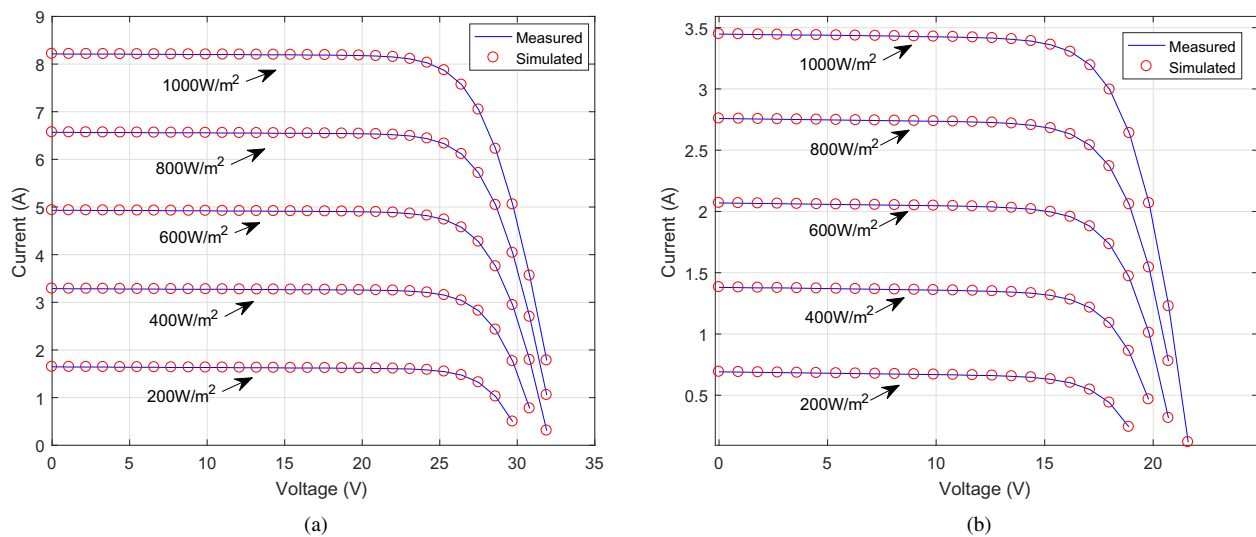 9
8
7
6
5
4
3
2
1
0
Current (A)
0
5
10
15
20
25
30
35
Voltage (V)
Measured
Simulated
1000W/m²
800W/m²
600W/m²
400W/m²
200W/m²
(a)
3.5
3
2.5
2
1.5
1
0.5
Current (A)
0
5
10
15
20
Voltage (V)
Measured
Simulated
1000W/m²
800W/m²
600W/m²
400W/m²
200W/m²
(b)